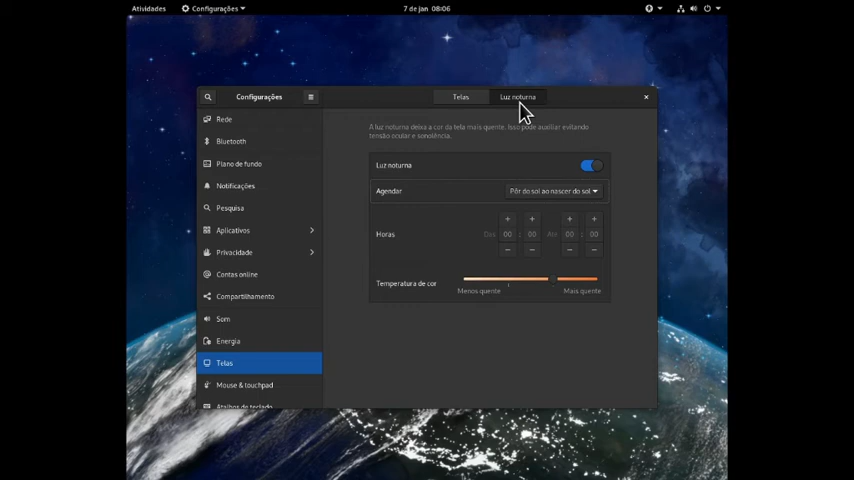 Atividades
Configurações
7 de jan 08:06
Configurações
Telas
Luz noturna
Rede
Bluetooth
Plano de fundo
Notificações
Pesquisa
Aplicativos
Privacidade
Contas online
Compartilhamento
Som
Energia
Telas
Mouse & touchpad
Atalhos de teclado
A luz noturna deixa a cor da tela mais quente. Isso pode auxiliar evitando
tensão ocular e sonolência.
Luz noturna
Agendar
Pôr do sol ao nascer do sol
Horas
Das 00 : 00 Até 00 : 00
Temperatura de cor
Menos quente
Mais quente